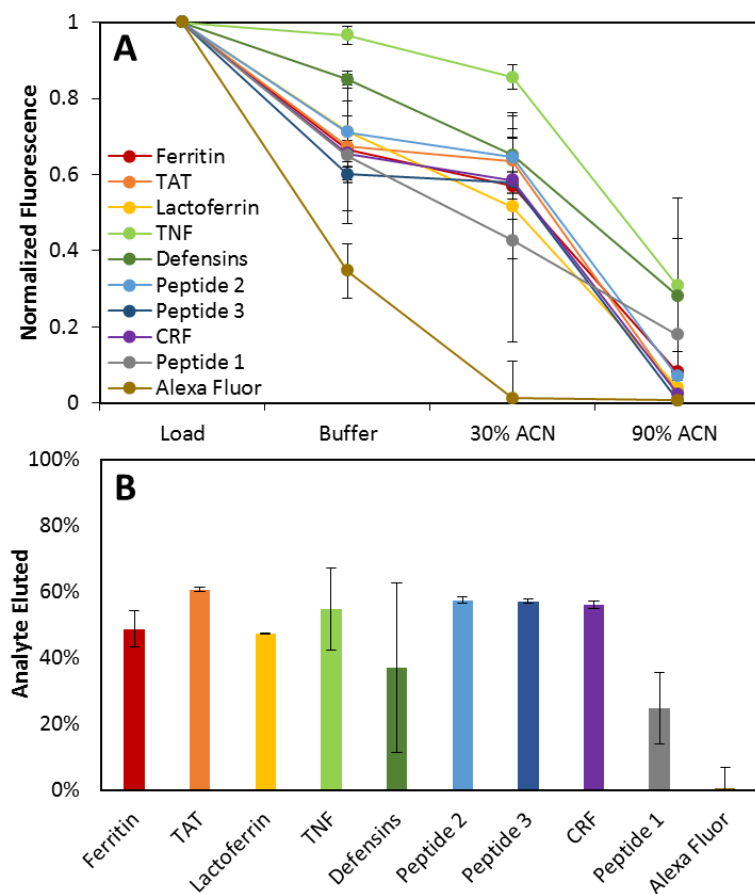 A
Normalized Fluorescence
1
0.8
0.6
0.4
0.2
0
Ferritin
TAT
Lactoferrin
TNF
Defensins
Peptide 2
Peptide 3
CRF
Peptide 1
Alexa Fluor
Load Buffer 30% ACN 90% ACN
B
Analyte Eluted
100%
80%
60%
40%
20%
0%
Ferritin
TAT
Lactoferrin
TNF
Defensins
Peptide 2
Peptide 3
CRF
Peptide 1
Alexa Fluor